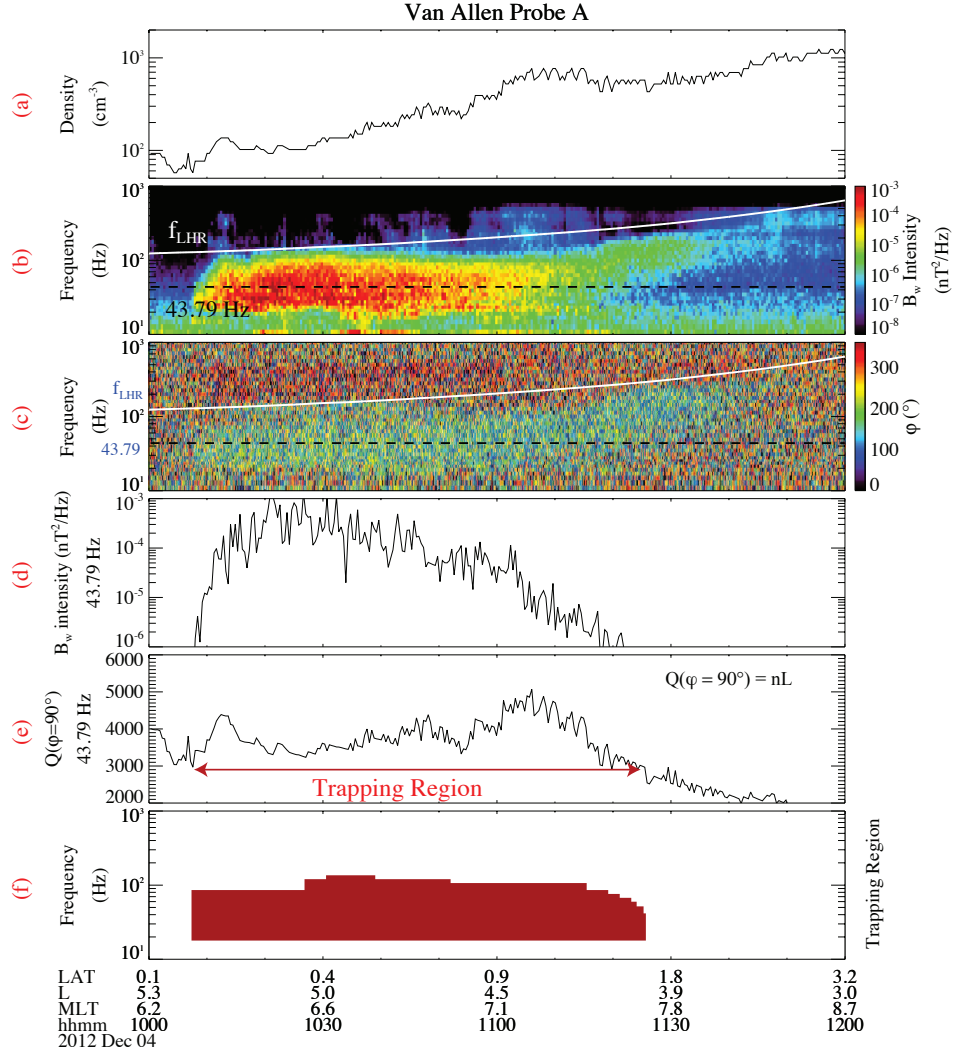 Van Allen Probe A
(a)
Density
(cm⁻³)
10³
10²
(b)
Frequency
(Hz)
10³
10²
10¹
f_LHR
43.79 Hz
10⁻³
10⁻⁴
10⁻⁵
10⁻⁶
10⁻⁷
10⁻⁸
B_w Intensity
(nT²/Hz)
(c)
Frequency
(Hz)
10³
f_LHR
10²
43.79
10¹
300
200
100
0
φ (°)
(d)
B_w intensity (nT²/Hz)
43.79 Hz
10⁻³
10⁻⁴
10⁻⁵
10⁻⁶
(e)
Q(φ=90°)
43.79 Hz
6000
5000
4000
3000
2000
Q(φ = 90°) = nL
Trapping Region
(f)
Frequency
(Hz)
10³
10²
10¹
Trapping Region
LAT 0.1 0.4 0.9 1.8 3.2
L 5.3 5.0 4.5 3.9 3.0
MLT 6.2 6.6 7.1 7.8 8.7
hhmm 1000 1030 1100 1130 1200
2012 Dec 04